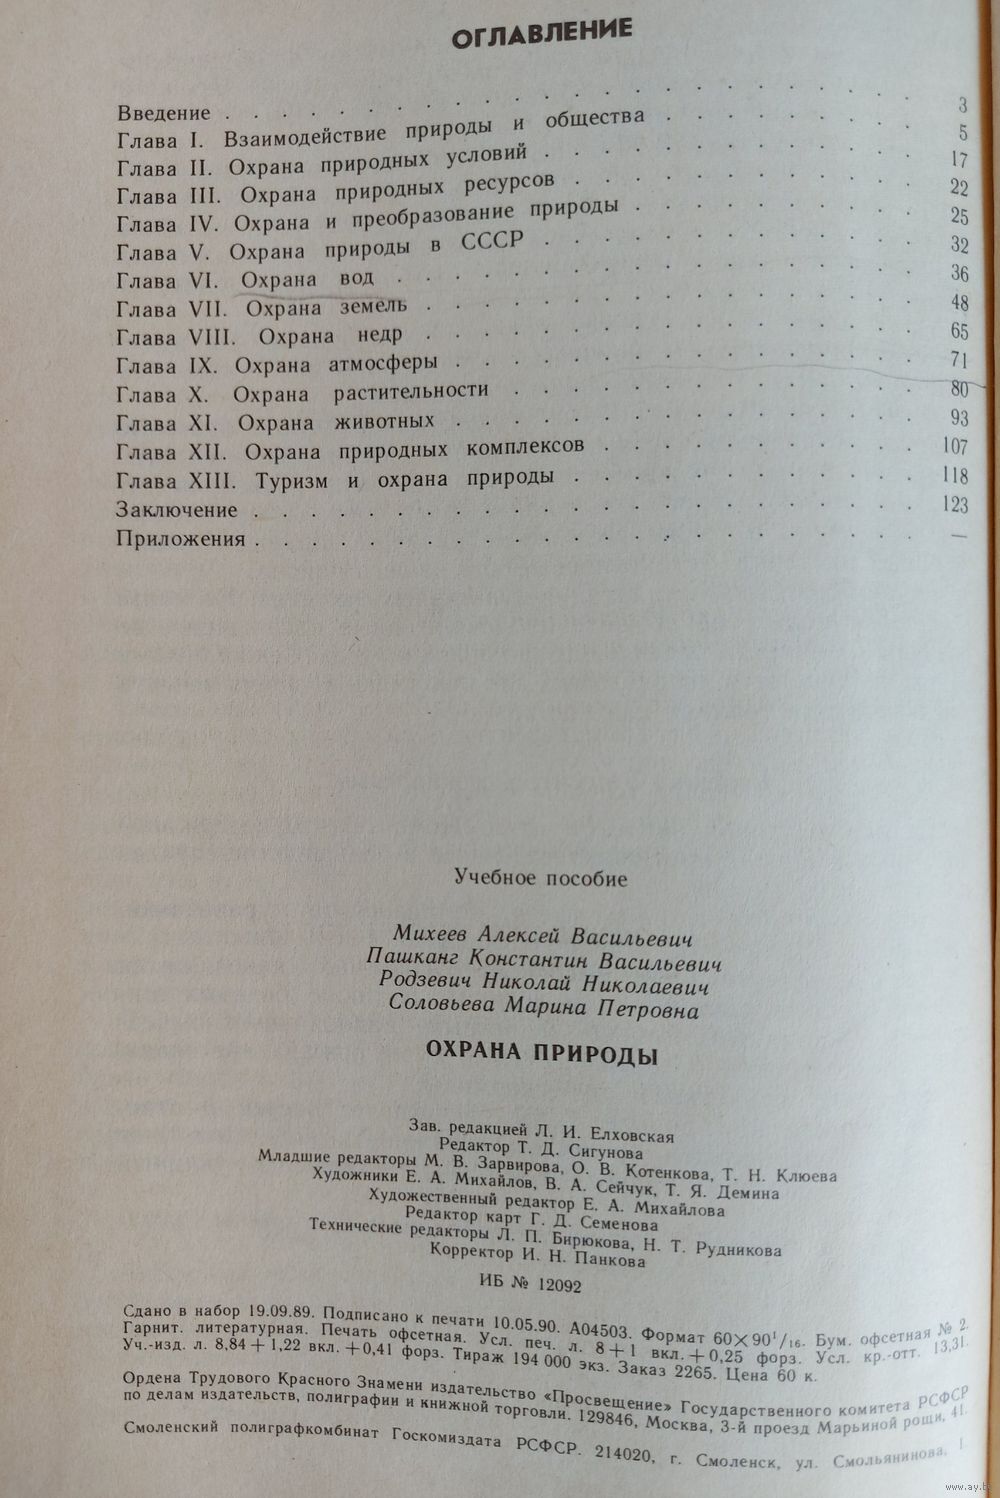 ОГЛАВЛЕНИЕ
Введение . . . . . . . . . . . . . . . . . . . . . . . . 3
Глава I. Взаимодействие природы и общества . . . . . . . . . 5
Глава II. Охрана природных условий . . . . . . . . . . . . . 17
Глава III. Охрана природных ресурсов . . . . . . . . . . . . 22
Глава IV. Охрана и преобразование природы . . . . . . . . . . 25
Глава V. Охрана природы в СССР . . . . . . . . . . . . . 32
Глава VI. Охрана вод . . . . . . . . . . . . . . . . . . 36
Глава VII. Охрана земель . . . . . . . . . . . . . . . . . 48
Глава VIII. Охрана недр . . . . . . . . . . . . . . . . . 65
Глава IX. Охрана атмосферы . . . . . . . . . . . . . . . . 71
Глава X. Охрана растительности . . . . . . . . . . . . . . 80
Глава XI. Охрана животных . . . . . . . . . . . . . . . . 93
Глава XII. Охрана природных комплексов . . . . . . . . . . . 107
Глава XIII. Туризм и охрана природы . . . . . . . . . . . . 118
Заключение . . . . . . . . . . . . . . . . . . . . . . . 123
Приложения . . . . . . . . . . . . . . . . . . . . . . . —
Учебное пособие
Михеев Алексей Васильевич
Пашканг Константин Васильевич
Родзевич Николай Николаевич
Соловьева Марина Петровна
ОХРАНА ПРИРОДЫ
Зав. редакцией Л. И. Елховская
Редактор Т. Д. Сигунова
Младшие редакторы М. В. Зарвирова, О. В. Котенкова, Т. Н. Клюева
Художники Е. А. Михайлов, В. А. Сейчук, Т. Я. Демина
Художественный редактор Е. А. Михайлова
Редактор карт Г. Д. Семенова
Технические редакторы Л. П. Бирюкова, Н. Т. Рудникова
Корректор И. Н. Панкова
ИБ № 12092
Сдано в набор 19.09.89. Подписано к печати 10.05.90. А04503. Формат 60×90¹/₁₆. Бум. офсетная № 2.
Гарнит. литературная. Печать офсетная. Усл. печ. л. 8+1 вкл.+0,25 форз. Усл. кр.-отт. 13,31.
Уч.-изд. л. 8,84+1,22 вкл.+0,41 форз. Тираж 194 000 экз. Заказ 2265. Цена 60 к.
Ордена Трудового Красного Знамени издательство «Просвещение» Государственного комитета РСФСР
по делам издательств, полиграфии и книжной торговли. 129846, Москва, 3-й проезд Марьиной рощи, 41.
Смоленский полиграфкомбинат Госкомиздата РСФСР. 214020, г. Смоленск, ул. Смольянинова, 1.